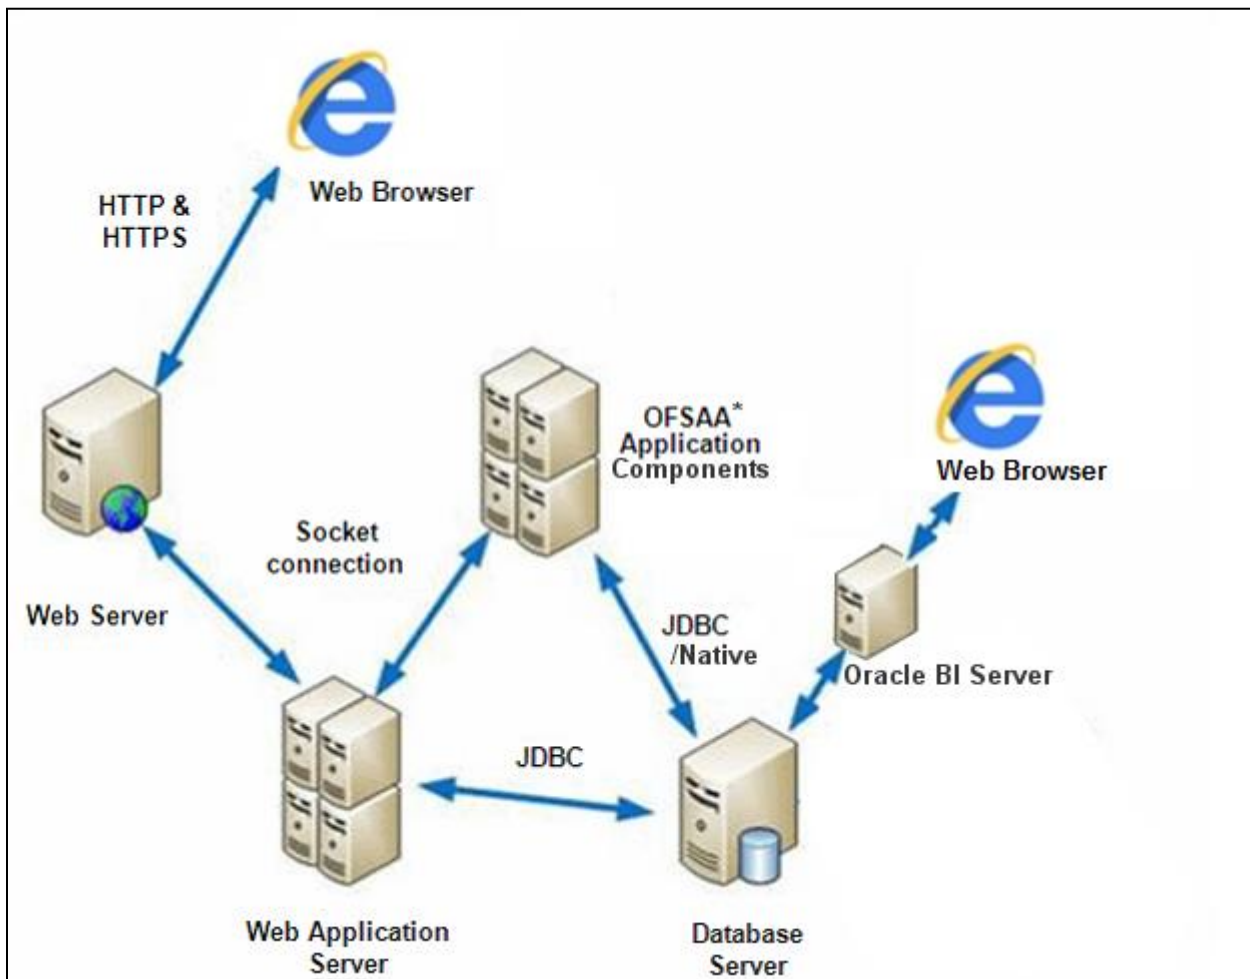 Web Browser
HTTP &
HTTPS
OFSAA*
Application
Components
Web Browser
Socket
connection
Web Server
JDBC
/Native
Oracle BI Server
JDBC
Web Application
Server
Database
Server